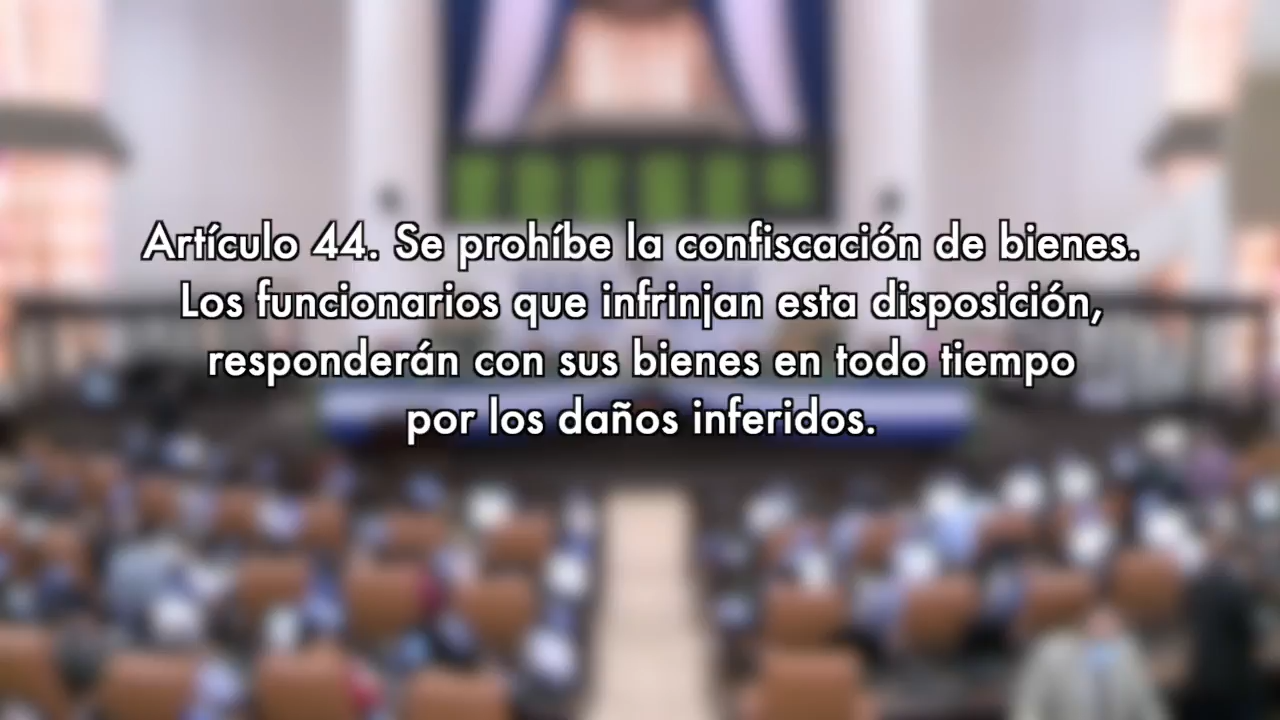 Artículo 44. Se prohíbe la confiscación de bienes.
Los funcionarios que infrinjan esta disposición,
responderán con sus bienes en todo tiempo
por los daños inferidos.